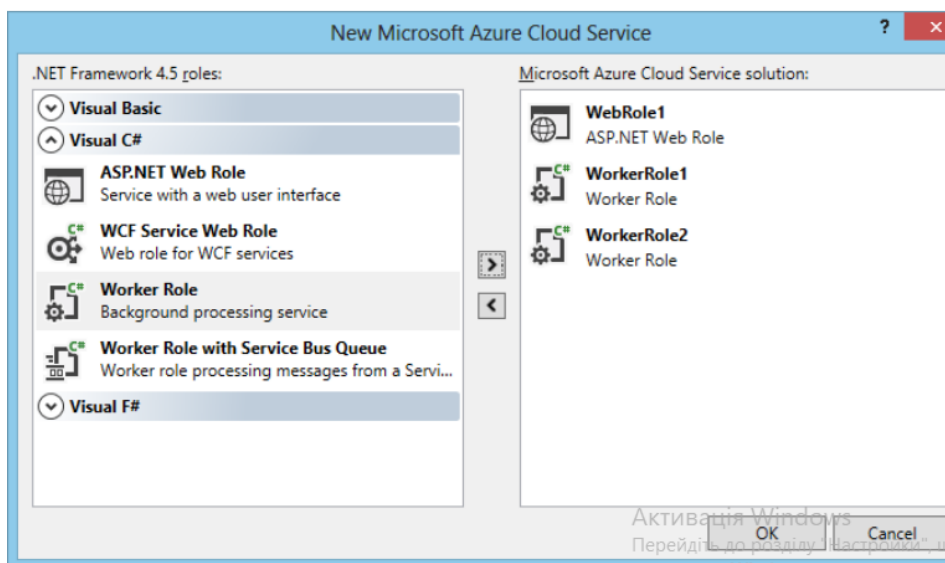 New Microsoft Azure Cloud Service
?
.NET Framework 4.5 roles:
Visual Basic
Visual C#
ASP.NET Web Role
Service with a web user interface
C#
WCF Service Web Role
Web role for WCF services
C#
Worker Role
Background processing service
C#
Worker Role with Service Bus Queue
Worker role processing messages from a Servi...
Visual F#
>
<
Microsoft Azure Cloud Service solution:
WebRole1
ASP.NET Web Role
C#
WorkerRole1
Worker Role
C#
WorkerRole2
Worker Role
Активація Windows
Перейдіть до розділу "Настройки",
OK
Cancel